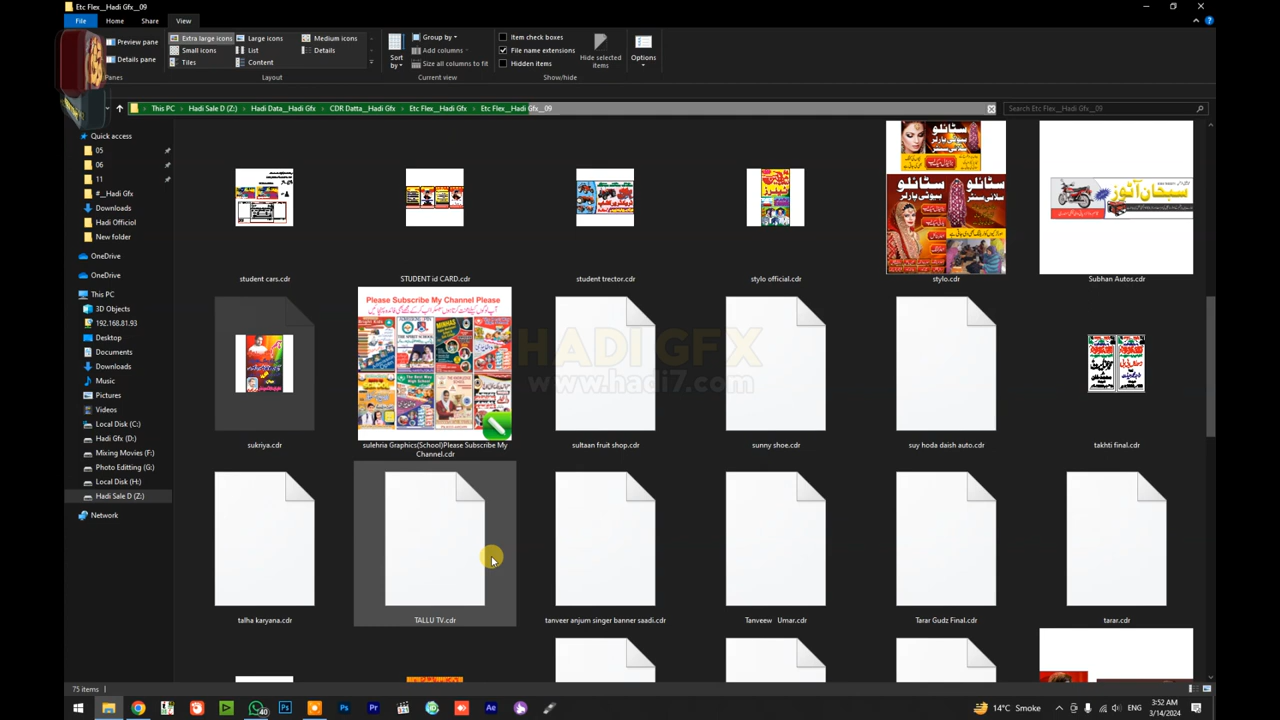 Etc Flex__Hadi Gfx__09
File Home Share View
Preview pane
Details pane
Panes
Extra large icons Large icons Medium icons
Small icons List Details
Tiles Content
Layout
Sort by
Group by
Add columns
Size all columns to fit
Current view
Item check boxes
File name extensions
Hidden items
Hide selected items
Show/hide
Options
This PC Hadi Sale D (Z:) Hadi Data__Hadi Gfx CDR Datta__Hadi Gfx Etc Flex__Hadi Gfx Etc Flex__Hadi Gfx__09
Search Etc Flex__Hadi Gfx__09
Quick access
05
06
11
#__Hadi Gfx
Downloads
Hadi Officiol
New folder
OneDrive
OneDrive
This PC
3D Objects
192.168.81.93
Desktop
Documents
Downloads
Music
Pictures
Videos
Local Disk (C:)
Hadi Gfx (D:)
Mixing Movies (F:)
Photo Editting (G:)
Local Disk (H:)
Hadi Sale D (Z:)
Network
سٹائلو
سٹائلو
بیوٹی پارلر
سلائی سنٹر
سبحان آٹوز
student cars.cdr
STUDENT id CARD.cdr
student trector.cdr
stylo official.cdr
stylo.cdr
Subhan Autos.cdr
Please Subscribe My Channel Please
HADI GFX
www.hadi7.com
sukriya.cdr
sulehria Graphics(School)Please Subscribe My Channel.cdr
sultaan fruit shop.cdr
sunny shoe.cdr
suy hoda daish auto.cdr
takhti final.cdr
talha karyana.cdr
TALLU TV.cdr
tanveer anjum singer banner saadi.cdr
Tanveew Umar.cdr
Tarar Gudz Final.cdr
tarar.cdr
75 items
40
14°C Smoke
ENG
3:52 AM
3/14/2024